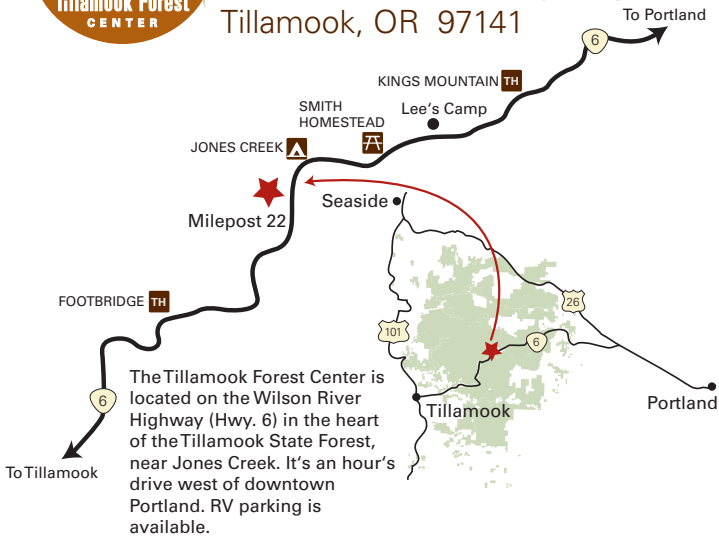 Tillamook Forest
CENTER
Tillamook, OR 97141
To Portland
6
KINGS MOUNTAIN TH
SMITH
HOMESTEAD
Lee's Camp
JONES CREEK
Milepost 22
Seaside
FOOTBRIDGE TH
26
101
6
6
Tillamook
Portland
To Tillamook
The Tillamook Forest Center is
located on the Wilson River
Highway (Hwy. 6) in the heart
of the Tillamook State Forest,
near Jones Creek. It's an hour's
drive west of downtown
Portland. RV parking is
available.